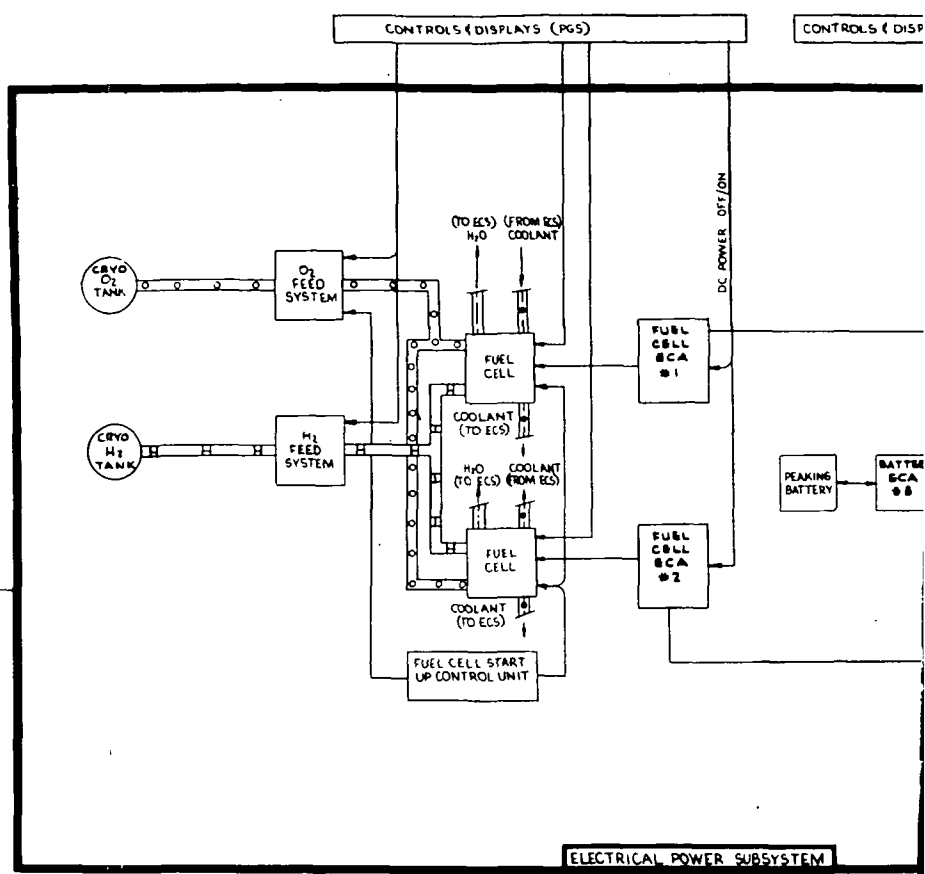 CONTROLS & DISPLAYS (PGS)
CONTROLS & DISP
DC POWER OFF/ON
(TO ECS) (FROM ECS)
H2O COOLANT
CRYO
O2
TANK
O2
FEED
SYSTEM
FUEL
CELL
FUEL
CELL
ECA
#1
COOLANT
(TO ECS)
CRYO
H2
TANK
H2
FEED
SYSTEM
H2O COOLANT
(TO ECS) (FROM ECS)
PEAKING
BATTERY
BATTE
ECA
FUEL
CELL
FUEL
CELL
ECA
#2
COOLANT
(TO ECS)
FUEL CELL START
UP CONTROL UNIT
ELECTRICAL POWER SUBSYSTEM